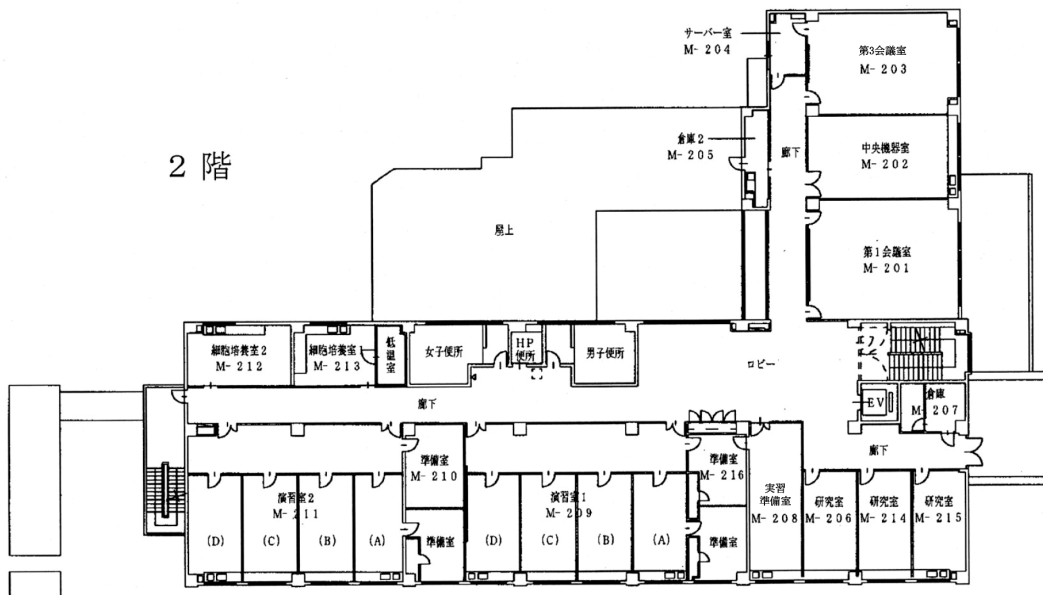 2階
サーバー室
M-204
第3会議室
M-203
倉庫2
M-205
廊下
中央機器室
M-202
屋上
第1会議室
M-201
細胞培養室2
M-212
細胞培養室1
M-213
低温室
女子便所
HP
便所
男子便所
ロビー
EV
倉庫
M-207
廊下
廊下
準備室
M-210
準備室
M-216
演習室2
M-211
演習室1
M-209
実習
準備室
M-208
研究室
M-206
研究室
M-214
研究室
M-215
(D)
(C)
(B)
(A)
準備室
(D)
(C)
(B)
(A)
準備室